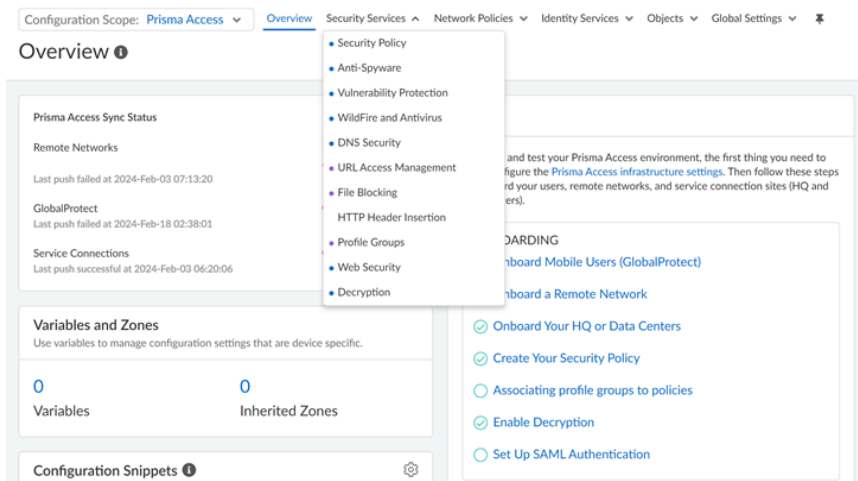 Configuration Scope: Prisma Access
Overview
Security Services
Network Policies
Identity Services
Objects
Global Settings
Overview
Security Policy
Anti-Spyware
Vulnerability Protection
WildFire and Antivirus
DNS Security
URL Access Management
File Blocking
HTTP Header Insertion
Profile Groups
Web Security
Decryption
Prisma Access Sync Status
Remote Networks
Last push failed at 2024-Feb-03 07:13:20
GlobalProtect
Last push failed at 2024-Feb-18 02:38:01
Service Connections
Last push successful at 2024-Feb-03 06:20:06
and test your Prisma Access environment, the first thing you need to
figure the Prisma Access infrastructure settings. Then follow these steps
rd your users, remote networks, and service connection sites (HQ and
ers).
OARDING
nboard Mobile Users (GlobalProtect)
nboard a Remote Network
Onboard Your HQ or Data Centers
Create Your Security Policy
Associating profile groups to policies
Enable Decryption
Set Up SAML Authentication
Variables and Zones
Use variables to manage configuration settings that are device specific.
0
Variables
0
Inherited Zones
Configuration Snippets